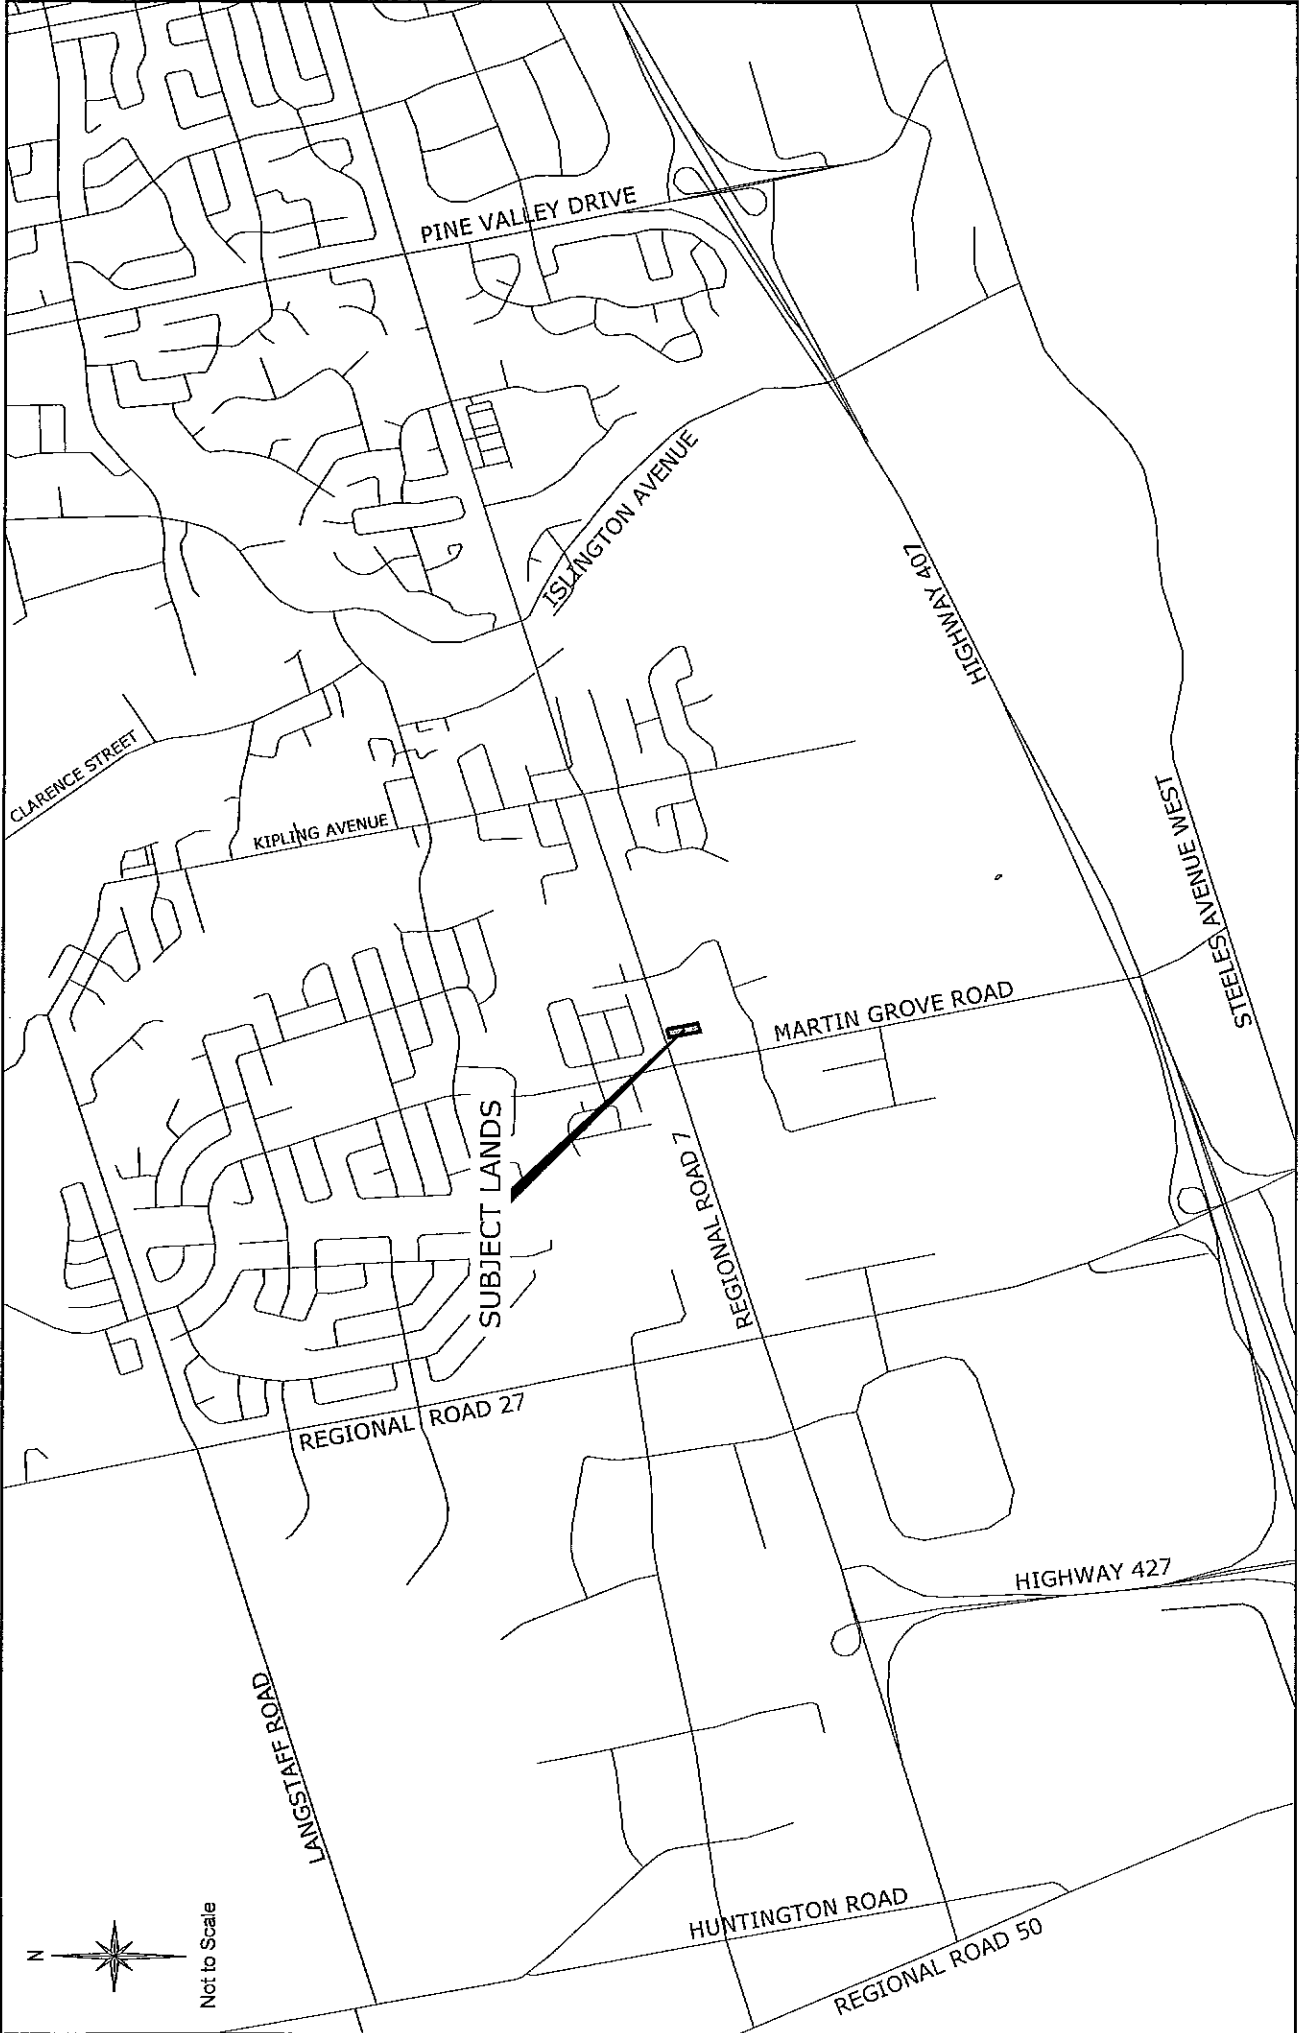 PINE VALLEY DRIVE
ISLINGTON AVENUE
HIGHWAY 407
CLARENCE STREET
KIPLING AVENUE
STEELES AVENUE WEST
MARTIN GROVE ROAD
SUBJECT LANDS
REGIONAL ROAD 7
REGIONAL ROAD 27
HIGHWAY 427
LANGSTAFF ROAD
HUNTINGTON ROAD
REGIONAL ROAD 50
N
Not to Scale